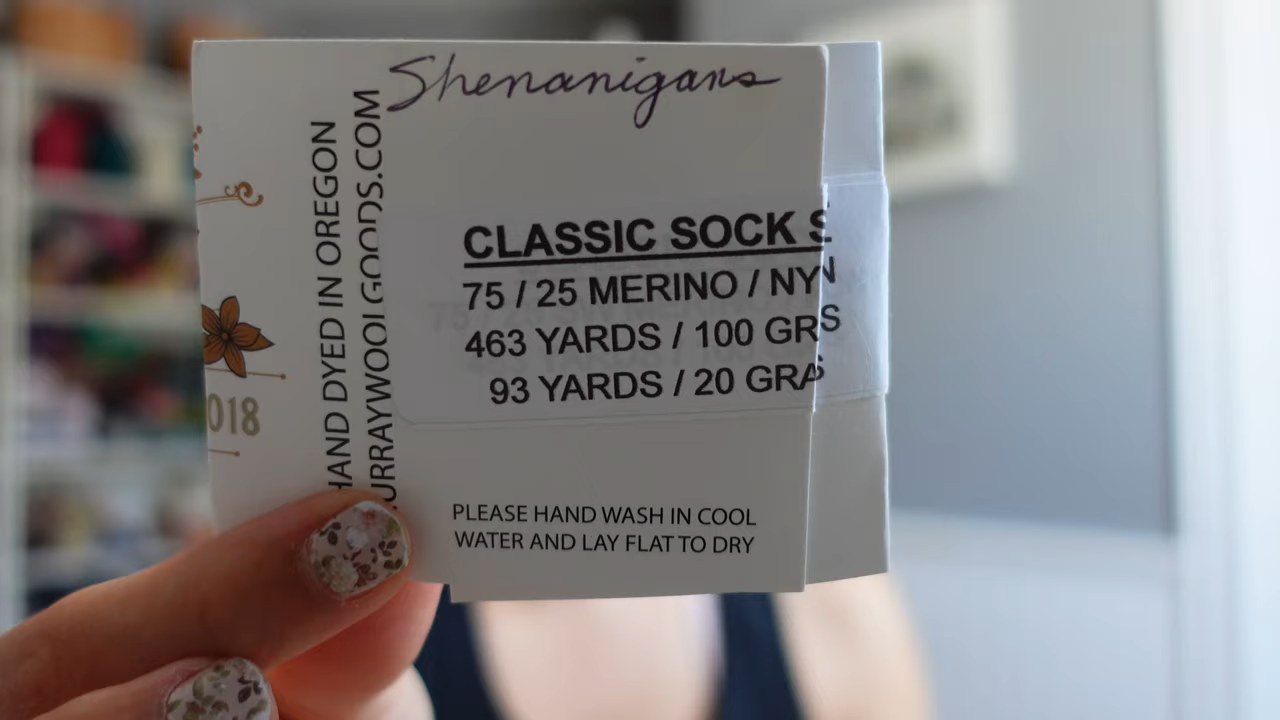 Shenanigans
HAND DYED IN OREGON
URRAYWOOLGOODS.COM
CLASSIC SOCK S
75 / 25 MERINO / NY
463 YARDS / 100 GR
93 YARDS / 20 GRA
018
PLEASE HAND WASH IN COOL
WATER AND LAY FLAT TO DRY